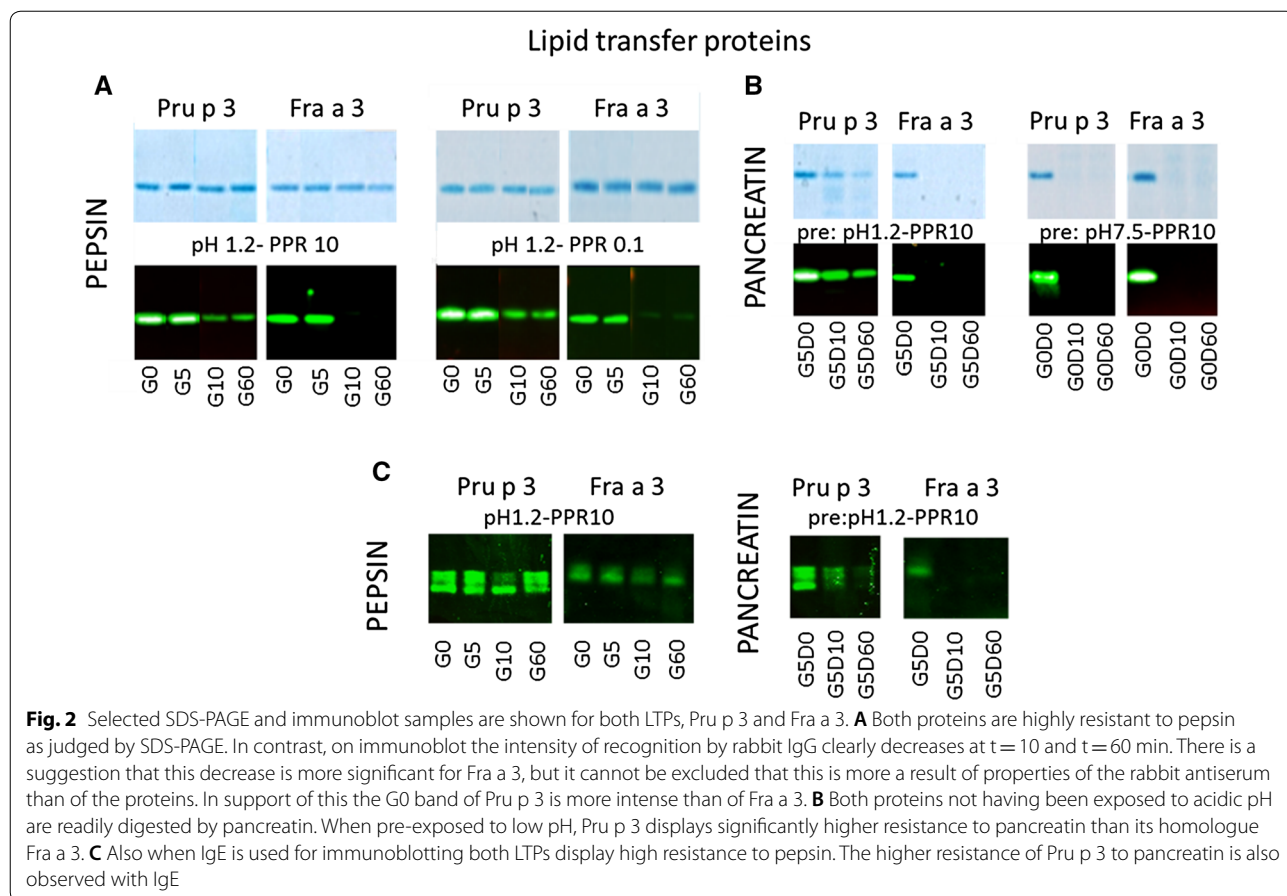 Lipid transfer proteins
A
Pru p 3 Fra a 3 Pru p 3 Fra a 3
PEPSIN
pH 1.2- PPR 10 pH 1.2- PPR 0.1
G0 G5 G10 G60 G0 G5 G10 G60 G0 G5 G10 G60 G0 G5 G10 G60
B
Pru p 3 Fra a 3 Pru p 3 Fra a 3
PANCREATIN
pre: pH1.2-PPR10 pre: pH7.5-PPR10
G5D0 G5D10 G5D60 G5D0 G5D10 G5D60 G0D0 G0D10 G0D60 G0D0 G0D10 G0D60
C
Pru p 3 Fra a 3 Pru p 3 Fra a 3
pH1.2-PPR10 pre:pH1.2-PPR10
PEPSIN
G0 G5 G10 G60 G0 G5 G10 G60
PANCREATIN
G5D0 G5D10 G5D60 G5D0 G5D10 G5D60
Fig. 2 Selected SDS-PAGE and immunoblot samples are shown for both LTPs, Pru p 3 and Fra a 3. A Both proteins are highly resistant to pepsin
as judged by SDS-PAGE. In contrast, on immunoblot the intensity of recognition by rabbit IgG clearly decreases at t = 10 and t = 60 min. There is a
suggestion that this decrease is more significant for Fra a 3, but it cannot be excluded that this is more a result of properties of the rabbit antiserum
than of the proteins. In support of this the G0 band of Pru p 3 is more intense than of Fra a 3. B Both proteins not having been exposed to acidic pH
are readily digested by pancreatin. When pre-exposed to low pH, Pru p 3 displays significantly higher resistance to pancreatin than its homologue
Fra a 3. C Also when IgE is used for immunoblotting both LTPs display high resistance to pepsin. The higher resistance of Pru p 3 to pancreatin is also
observed with IgE